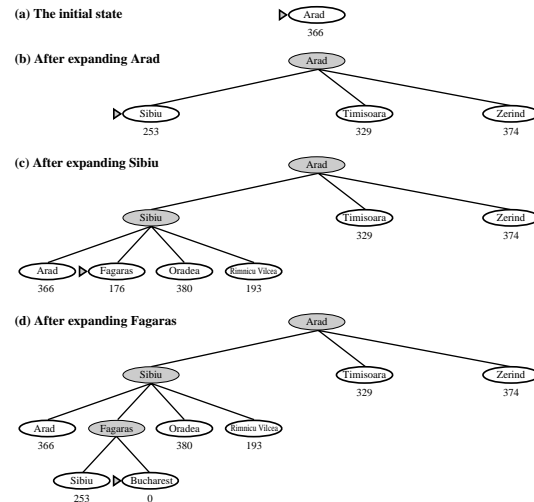 (a) The initial state
Arad
366
(b) After expanding Arad
Arad
Sibiu Timisoara Zerind
253 329 374
(c) After expanding Sibiu
Arad
Sibiu Timisoara Zerind
329 374
Arad Fagaras Oradea Rimnicu Vilcea
366 176 380 193
(d) After expanding Fagaras
Arad
Sibiu Timisoara Zerind
329 374
Arad Fagaras Oradea Rimnicu Vilcea
366 380 193
Sibiu Bucharest
253 0